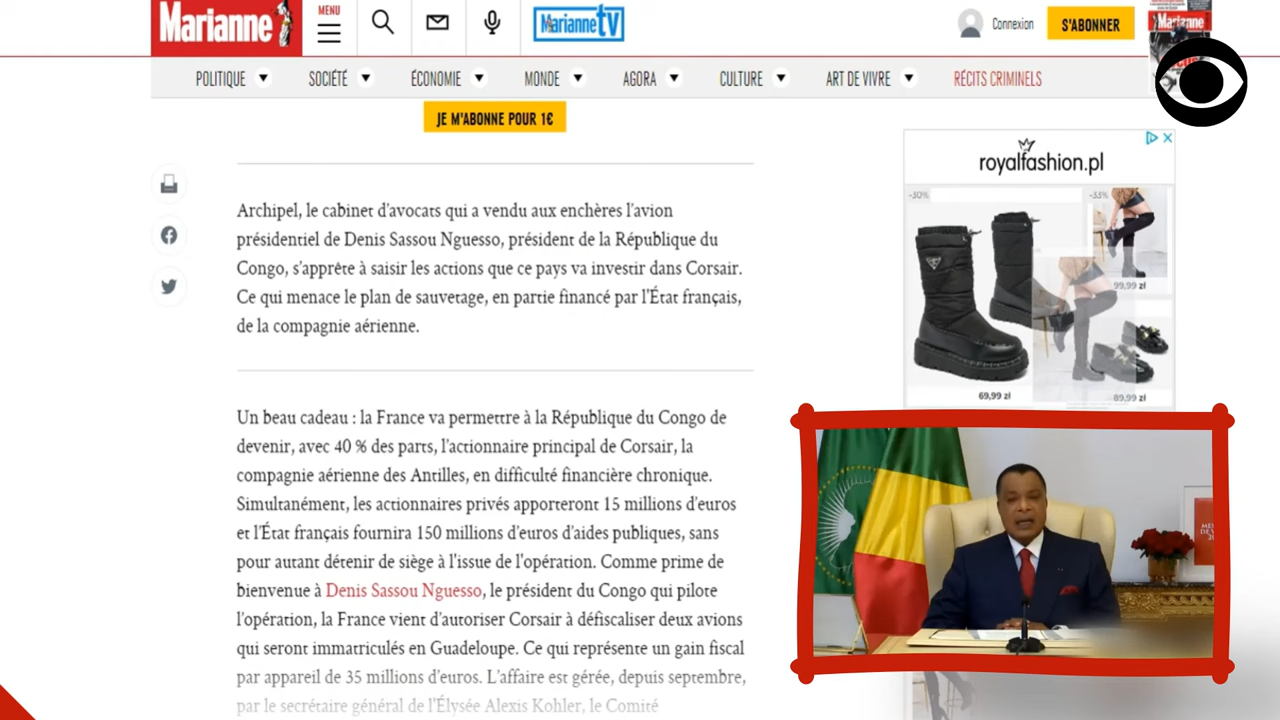 Marianne
MENU
Marianne tv
Connexion
S'ABONNER
Marianne
POLITIQUE
SOCIÉTÉ
ÉCONOMIE
MONDE
AGORA
CULTURE
ART DE VIVRE
RÉCITS CRIMINELS
JE M'ABONNE POUR 1€
Archipel, le cabinet d'avocats qui a vendu aux enchères l'avion
présidentiel de Denis Sassou Nguesso, président de la République du
Congo, s'apprête à saisir les actions que ce pays va investir dans Corsair.
Ce qui menace le plan de sauvetage, en partie financé par l'État français,
de la compagnie aérienne.
Un beau cadeau : la France va permettre à la République du Congo de
devenir, avec 40 % des parts, l'actionnaire principal de Corsair, la
compagnie aérienne des Antilles, en difficulté financière chronique.
Simultanément, les actionnaires privés apporteront 15 millions d'euros
et l'État français fournira 150 millions d'euros d'aides publiques, sans
pour autant détenir de siège à l'issue de l'opération. Comme prime de
bienvenue à Denis Sassou Nguesso, le président du Congo qui pilote
l'opération, la France vient d'autoriser Corsair à défiscaliser deux avions
qui seront immatriculés en Guadeloupe. Ce qui représente un gain fiscal
par appareil de 35 millions d'euros. L'affaire est gérée, depuis septembre,
par le secrétaire général de l'Élysée Alexis Kohler, le Comité
royalfashion.pl
-30%
-33%
99,99 zł
69,99 zł
89,99 zł